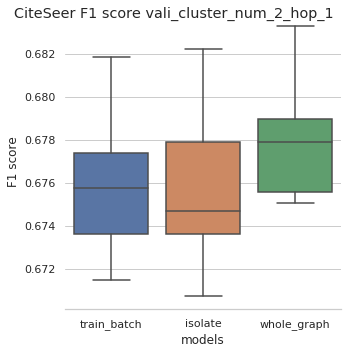 CiteSeer F1 score vali_cluster_num_2_hop_1
0.682
0.680
0.678
0.676
0.674
0.672
F1 score
train_batch isolate whole_graph
models